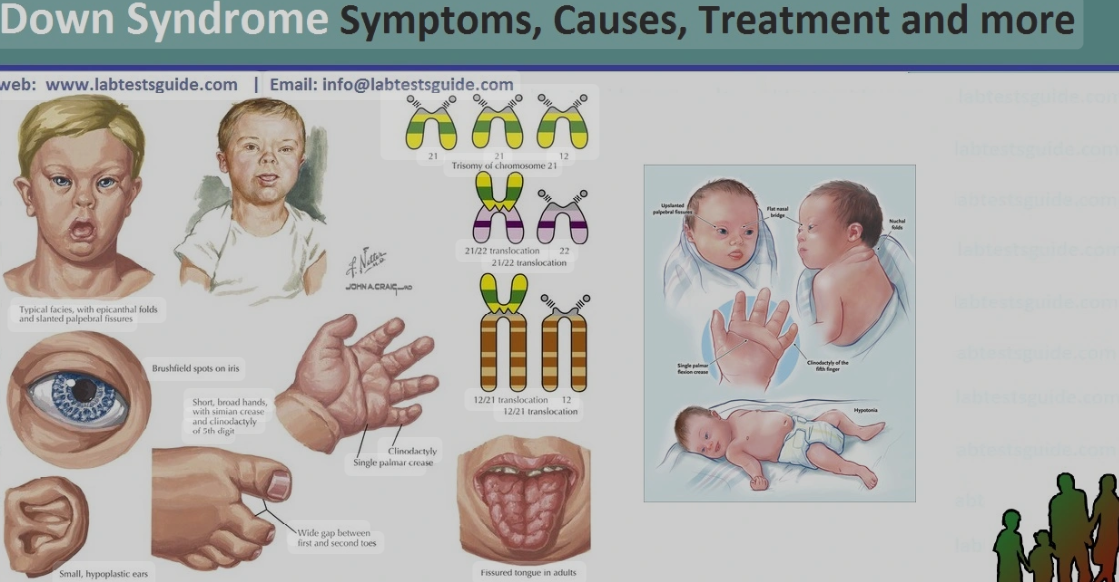 Down Syndrome Symptoms, Causes, Treatment and more
web: www.labtestsguide.com | Email: info@labtestsguide.com
21
21
12
Trisomy of chromosome 21
21/22 translocation
22
21/22 translocation
JOHN A. CRAIG
Typical facies, with epicanthal folds
and slanted palpebral fissures
Brushfield spots on iris
Short, broad hands,
with simian crease
and clinodactyly
of 5th digit
12/21 translocation
12
12/21 translocation
Clinodactyly
Single palmar crease
Wide gap between
first and second toes
Small, hypoplastic ears
Fissured tongue in adults
Upslanted
palpebral fissures
Flat nasal
bridge
Nuchal
folds
Single palmar
flexion crease
Clinodactyly of the
fifth finger
Hypotonia
labtestsguide.com
labtestsguide.com
labtestsguide.com
labtestsguide.com
labtestsguide.com
abtestsguide.com
labtestsguide.com
abtestsguide.com